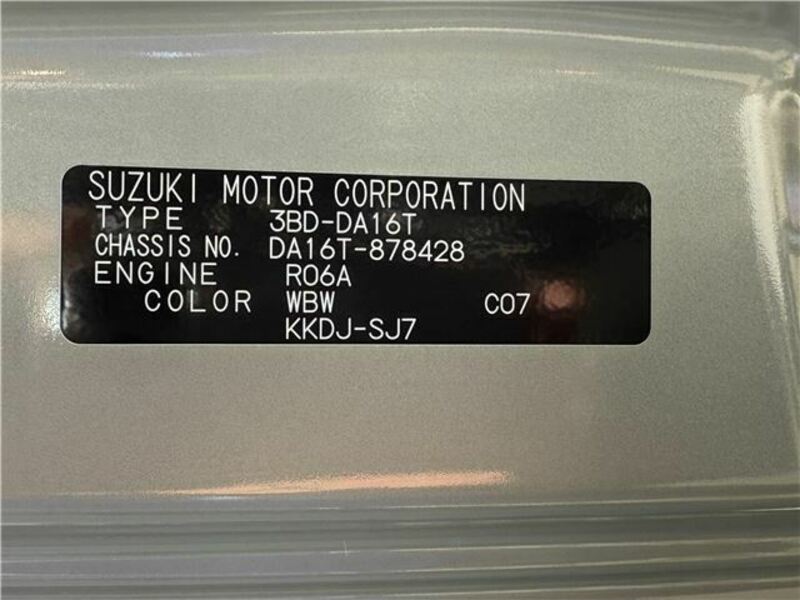 SUZUKI MOTOR CORPORATION
TYPE 3BD-DA16T
CHASSIS NO. DA16T-878428
ENGINE R06A
COLOR WBW C07
KKDJ-SJ7